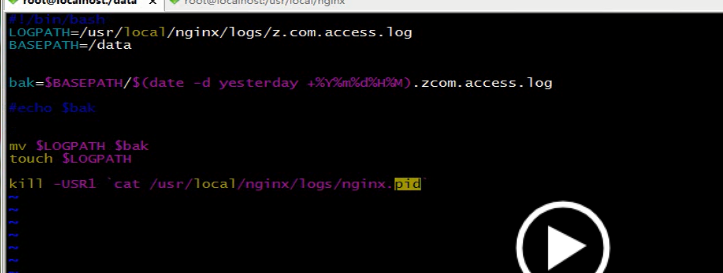 root@localhost:/data × root@localhost:/usr/local/nginx
#!/bin/bash
LOGPATH=/usr/local/nginx/logs/z.com.access.log
BASEPATH=/data
bak=$BASEPATH/$(date -d yesterday +%Y%m%d%H%M).zcom.access.log
#echo $bak
mv $LOGPATH $bak
touch $LOGPATH
kill -USR1 `cat /usr/local/nginx/logs/nginx.pid`
~
~
~
~
~
~
~